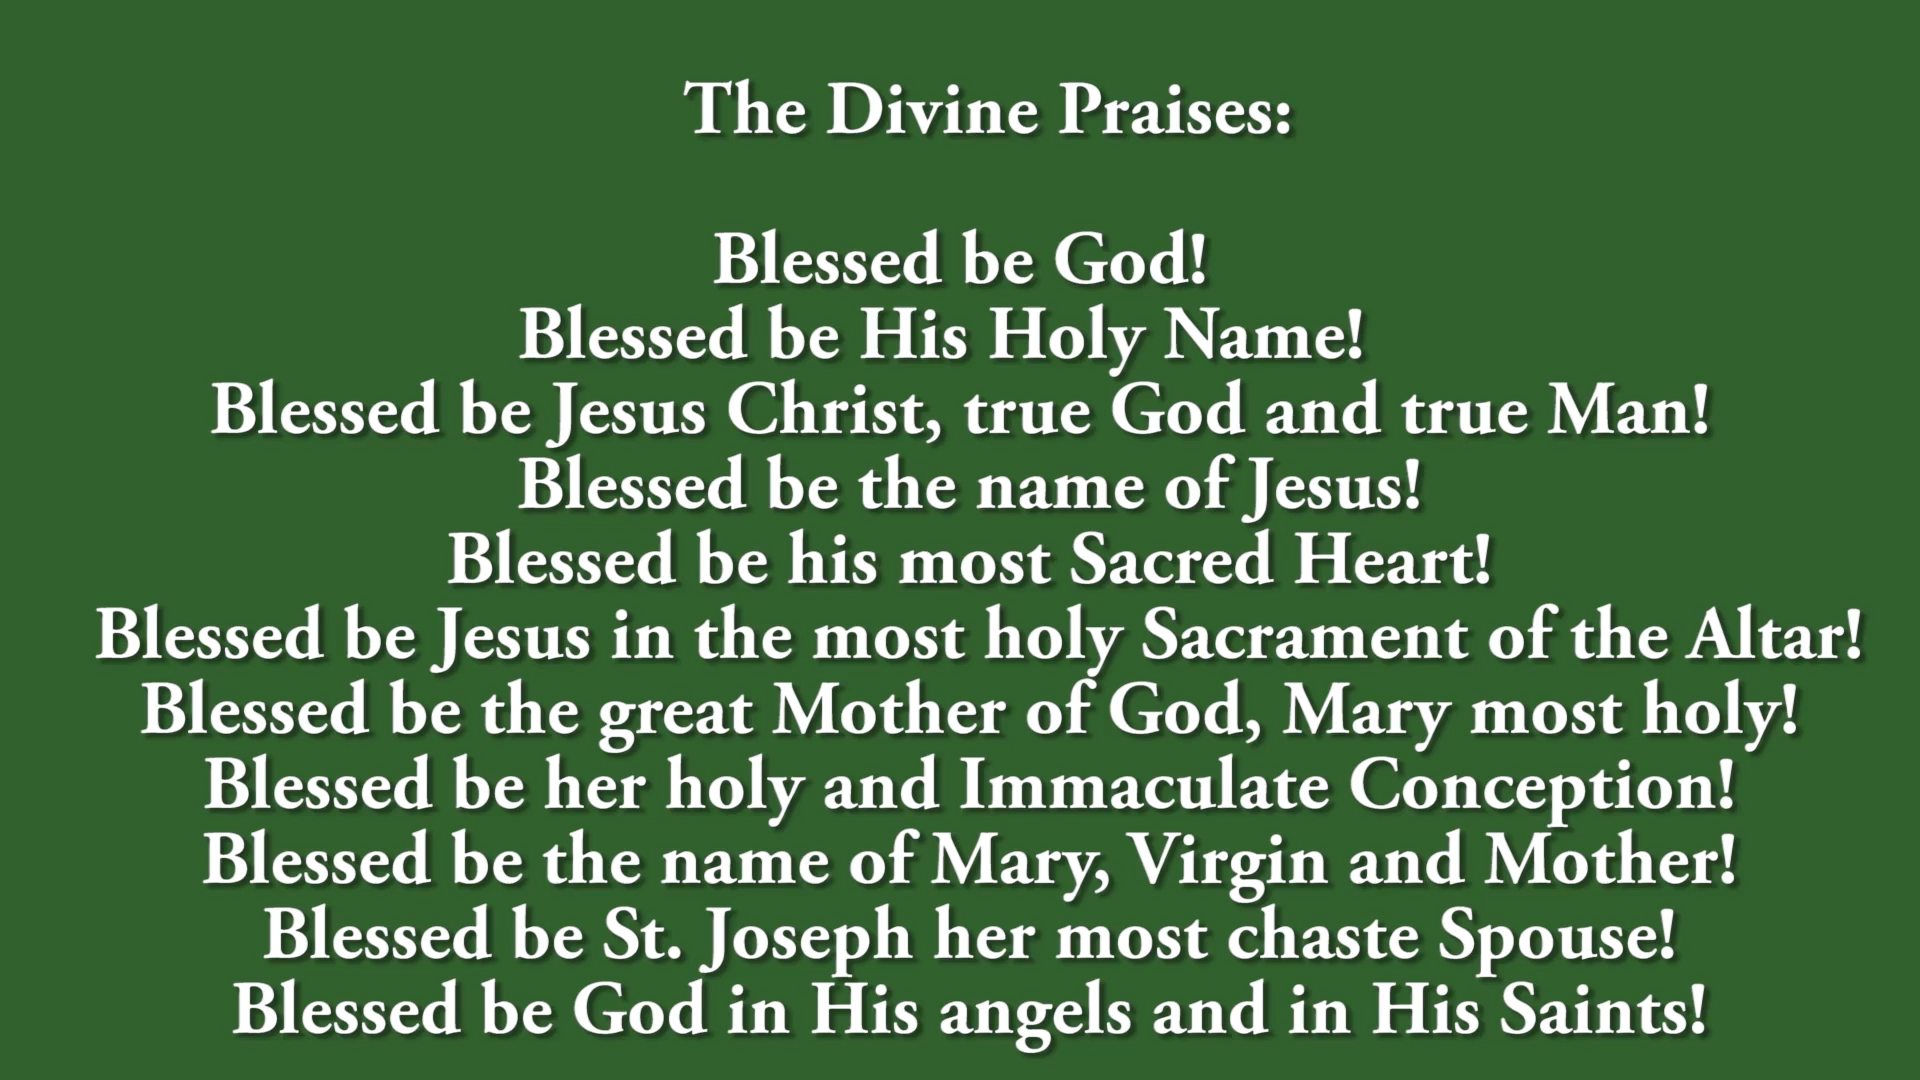 The Divine Praises:
Blessed be God!
Blessed be His Holy Name!
Blessed be Jesus Christ, true God and true Man!
Blessed be the name of Jesus!
Blessed be his most Sacred Heart!
Blessed be Jesus in the most holy Sacrament of the Altar!
Blessed be the great Mother of God, Mary most holy!
Blessed be her holy and Immaculate Conception!
Blessed be the name of Mary, Virgin and Mother!
Blessed be St. Joseph her most chaste Spouse!
Blessed be God in His angels and in His Saints!